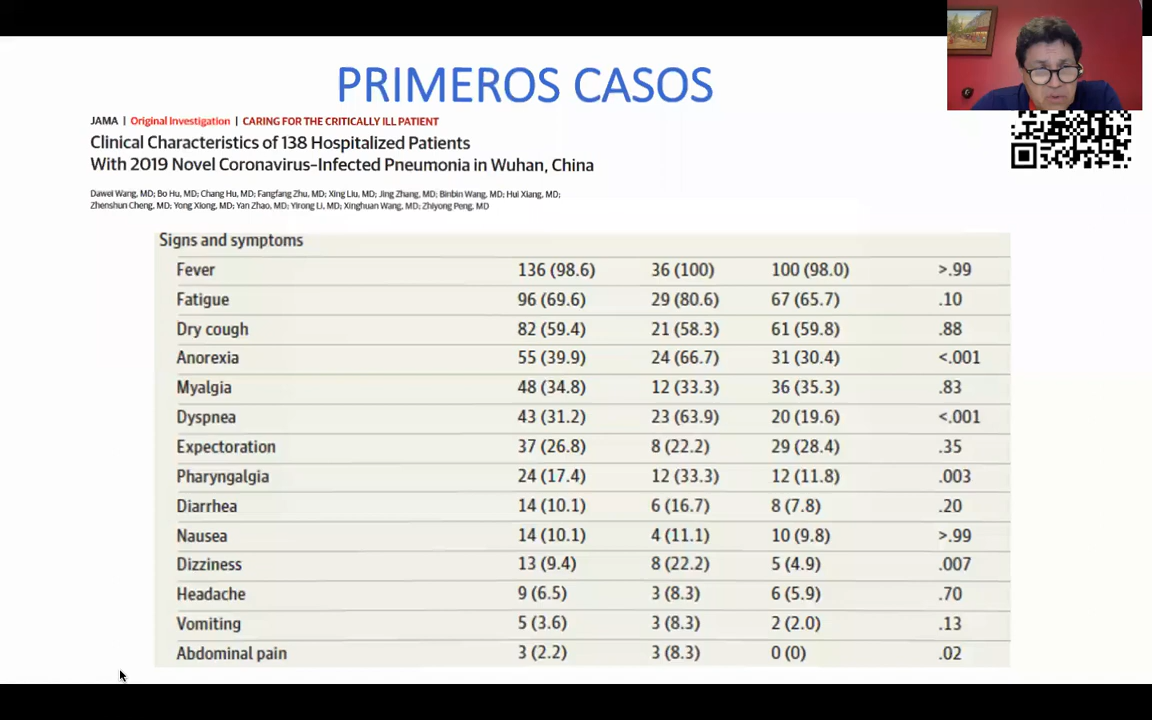 PRIMEROS CASOS
JAMA | Original Investigation | CARING FOR THE CRITICALLY ILL PATIENT
Clinical Characteristics of 138 Hospitalized Patients
With 2019 Novel Coronavirus–Infected Pneumonia in Wuhan, China
Dawei Wang, MD; Bo Hu, MD; Chang Hu, MD; Fangfang Zhu, MD; Xing Liu, MD; Jing Zhang, MD; Binbin Wang, MD; Hui Xiang, MD;
Zhenshun Cheng, MD; Yong Xiong, MD; Yan Zhao, MD; Yirong Li, MD; Xinghuan Wang, MD; Zhiyong Peng, MD
Signs and symptoms
Fever 136 (98.6) 36 (100) 100 (98.0) >.99
Fatigue 96 (69.6) 29 (80.6) 67 (65.7) .10
Dry cough 82 (59.4) 21 (58.3) 61 (59.8) .88
Anorexia 55 (39.9) 24 (66.7) 31 (30.4) <.001
Myalgia 48 (34.8) 12 (33.3) 36 (35.3) .83
Dyspnea 43 (31.2) 23 (63.9) 20 (19.6) <.001
Expectoration 37 (26.8) 8 (22.2) 29 (28.4) .35
Pharyngalgia 24 (17.4) 12 (33.3) 12 (11.8) .003
Diarrhea 14 (10.1) 6 (16.7) 8 (7.8) .20
Nausea 14 (10.1) 4 (11.1) 10 (9.8) >.99
Dizziness 13 (9.4) 8 (22.2) 5 (4.9) .007
Headache 9 (6.5) 3 (8.3) 6 (5.9) .70
Vomiting 5 (3.6) 3 (8.3) 2 (2.0) .13
Abdominal pain 3 (2.2) 3 (8.3) 0 (0) .02